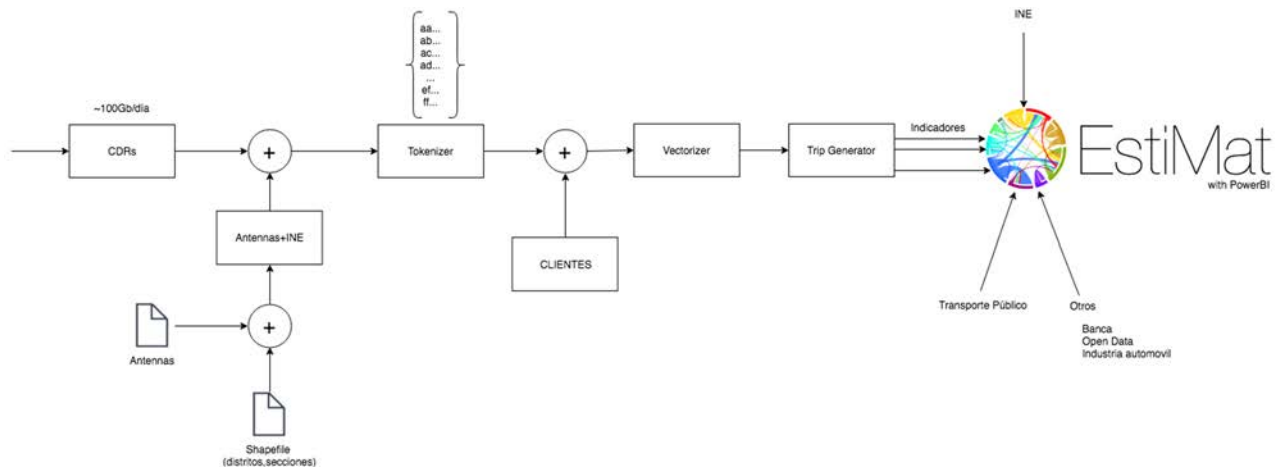 INE
aa...
ab...
ac...
ad...
...
ef...
ff...
~100Gb/dia
CDRs
+
Tokenizer
+
Vectorizer
Trip Generator
Indicadores
EstiMat
with PowerBI
Antennas+INE
CLIENTES
Antennas
+
Transporte Público
Otros
Banca
Open Data
Industria automovil
Shapefile
(distritos,secciones)